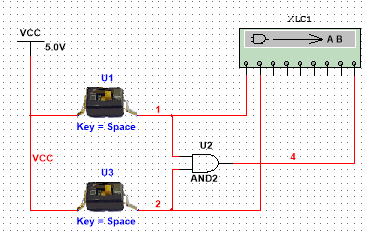 XLC1
VCC
A B
5.0V
U1
1
Key = Space
U2
VCC
4
U3
AND2
2
Key = Space